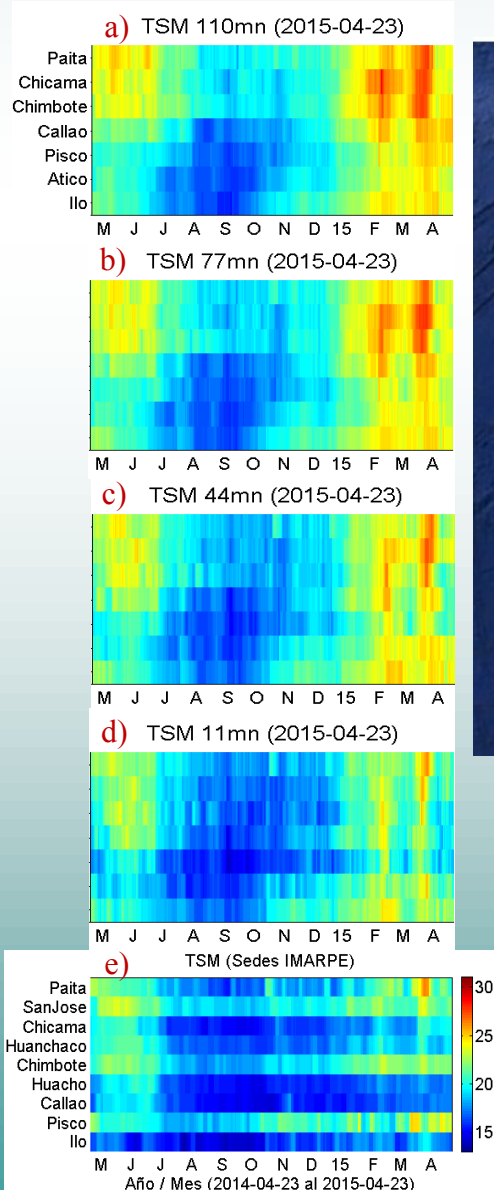 a) TSM 110mn (2015-04-23)
Paita
Chicama
Chimbote
Callao
Pisco
Atico
Ilo
M J J A S O N D 15 F M A
b) TSM 77mn (2015-04-23)
M J J A S O N D 15 F M A
c) TSM 44mn (2015-04-23)
M J J A S O N D 15 F M A
d) TSM 11mn (2015-04-23)
M J J A S O N D 15 F M A
e) TSM (Sedes IMARPE)
Paita
SanJose
Chicama
Huanchaco
Chimbote
Huacho
Callao
Pisco
Ilo
30
25
20
15
M J J A S O N D 15 F M A
Año / Mes (2014-04-23 al 2015-04-23)